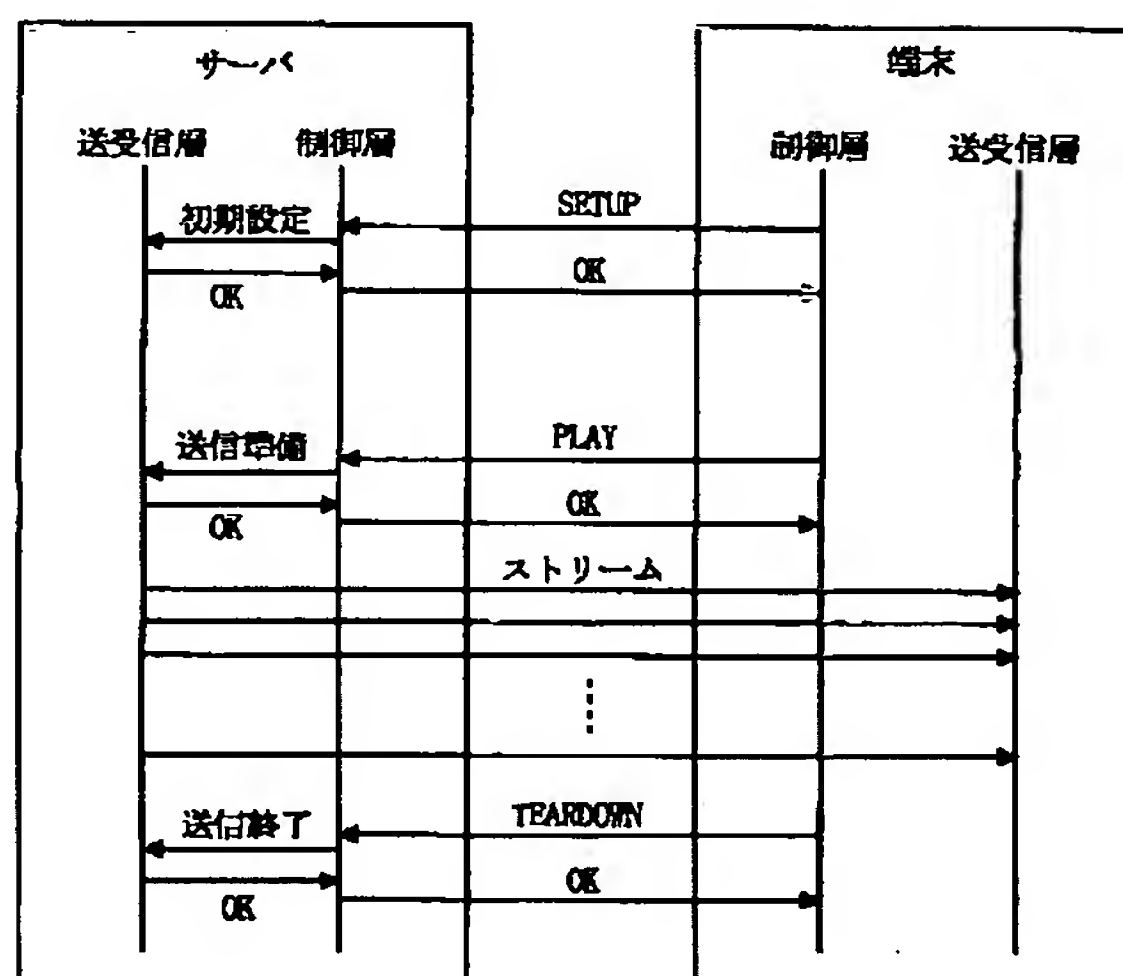 サーバ
端末
送受信層
制御層
制御層
送受信層
SETUP
初期設定
OK
OK
PLAY
送信準備
OK
OK
ストリーム
TEARDOWN
送信終了
OK
OK